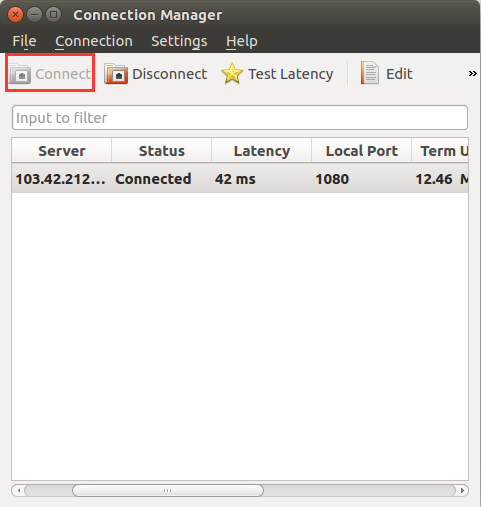 Connection Manager
File Connection Settings Help
Connect Disconnect Test Latency Edit »
Input to filter
Server Status Latency Local Port Term U
103.42.212... Connected 42 ms 1080 12.46 M